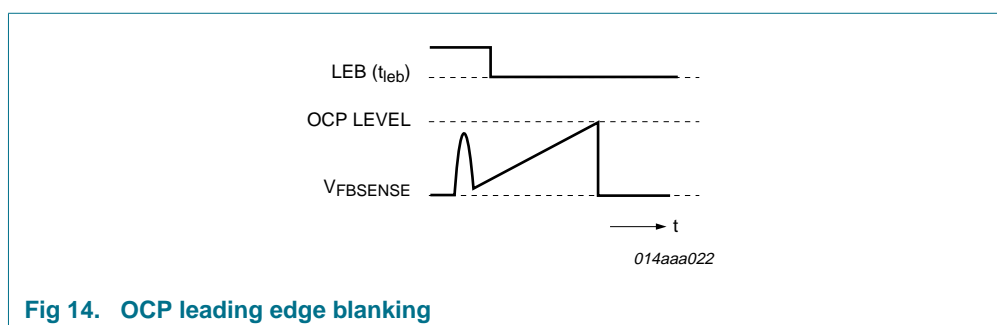 LEB (tleb)
OCP LEVEL
VFBSENSE
t
014aaa022
Fig 14. OCP leading edge blanking